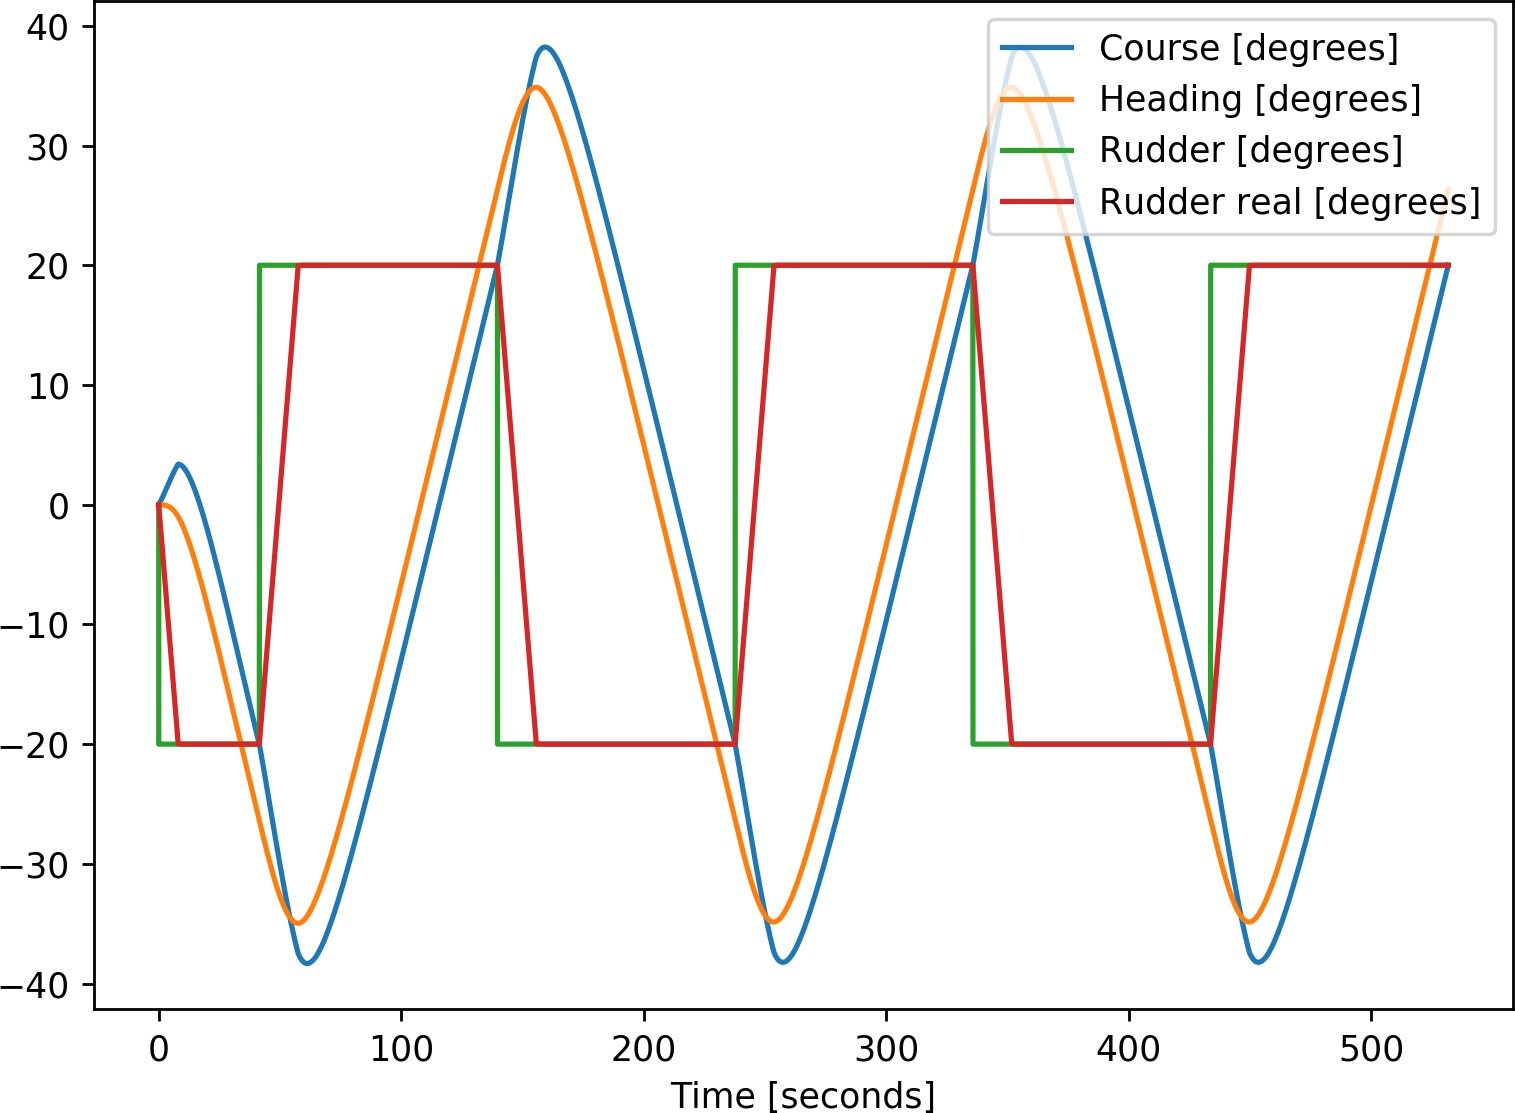 40
30
20
10
0
−10
−20
−30
−40
Course [degrees]
Heading [degrees]
Rudder [degrees]
Rudder real [degrees]
0 100 200 300 400 500
Time [seconds]